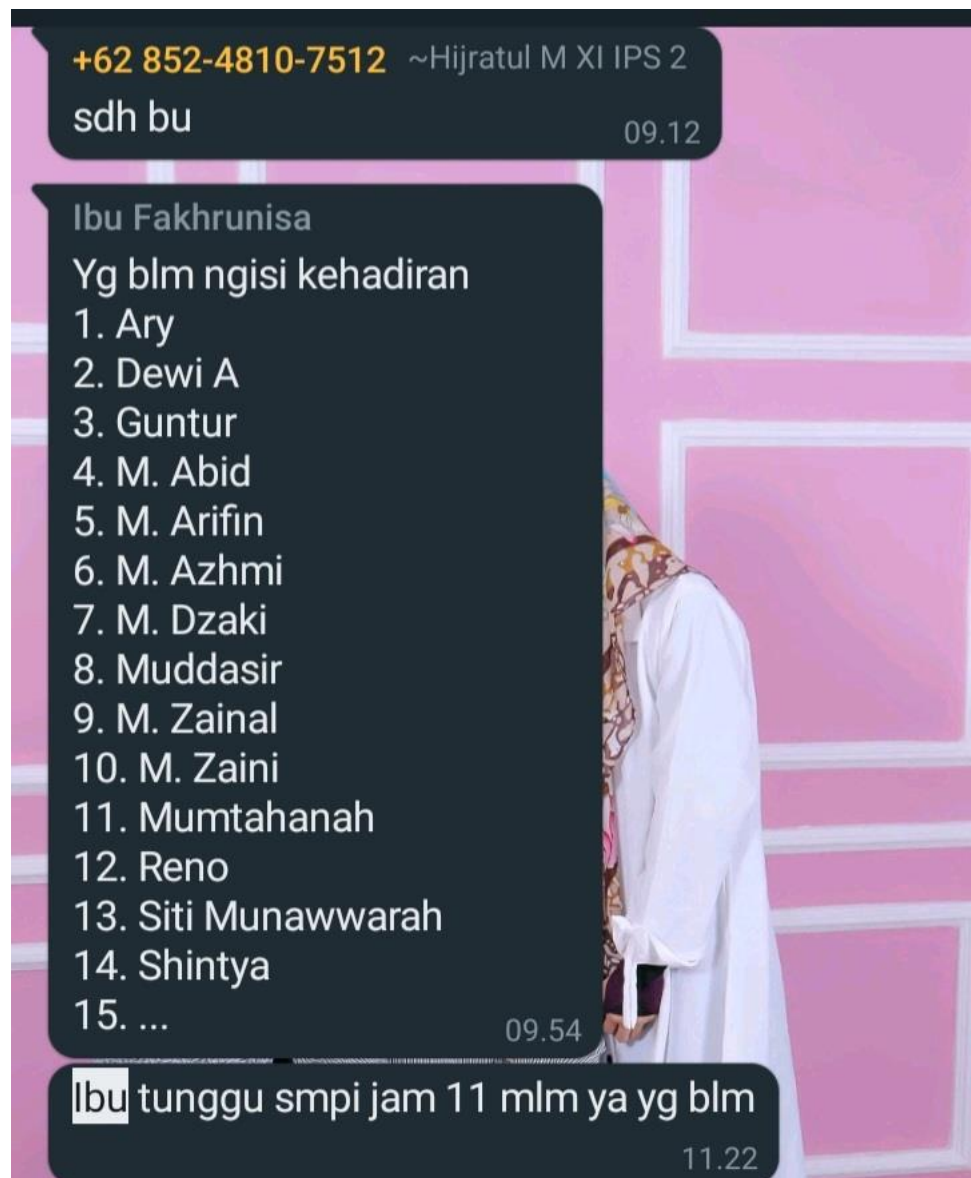 +62 852-4810-7512 ~Hijratul M XI IPS 2
sdh bu
09.12
Ibu Fakhrunisa
Yg blm ngisi kehadiran
1. Ary
2. Dewi A
3. Guntur
4. M. Abid
5. M. Arifin
6. M. Azhmi
7. M. Dzaki
8. Muddasir
9. M. Zainal
10. M. Zaini
11. Mumtahanah
12. Reno
13. Siti Munawwarah
14. Shintya
15. ...
09.54
Ibu tunggu smpi jam 11 mlm ya yg blm
11.22